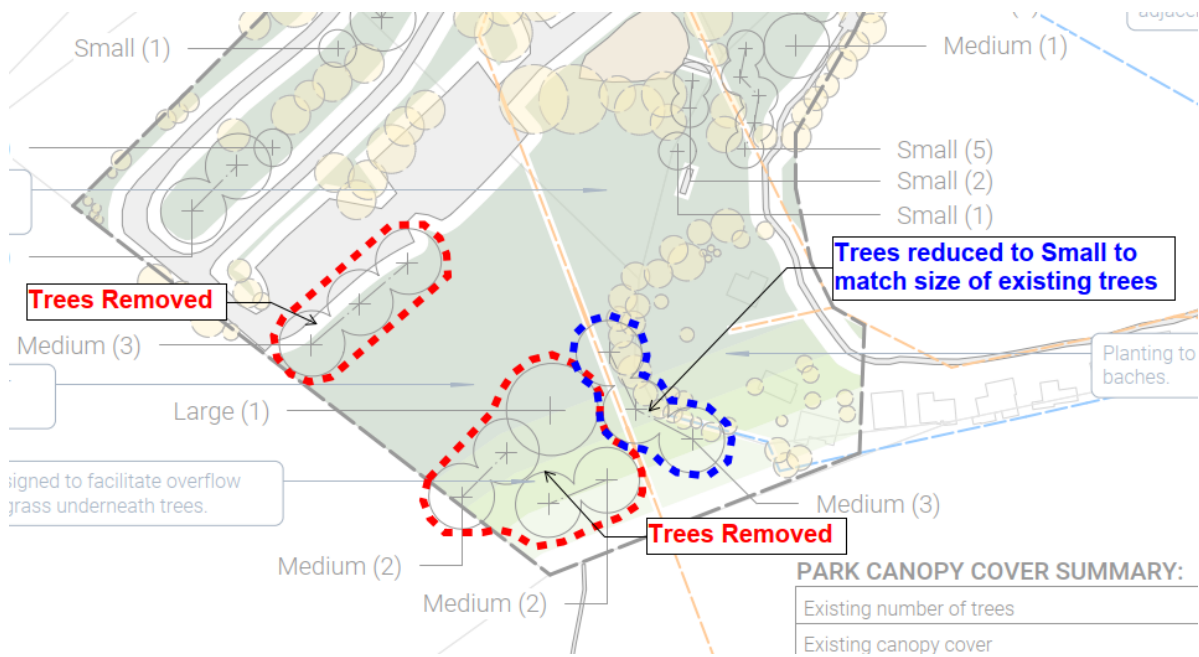 adjacen
Small (1)
Medium (1)
Small (5)
Small (2)
Small (1)
Trees reduced to Small to
match size of existing trees
Trees Removed
Medium (3)
Planting to
baches.
Large (1)
signed to facilitate overflow
grass underneath trees.
Medium (3)
Trees Removed
Medium (2)
Medium (2)
PARK CANOPY COVER SUMMARY:
Existing number of trees
Existing canopy cover